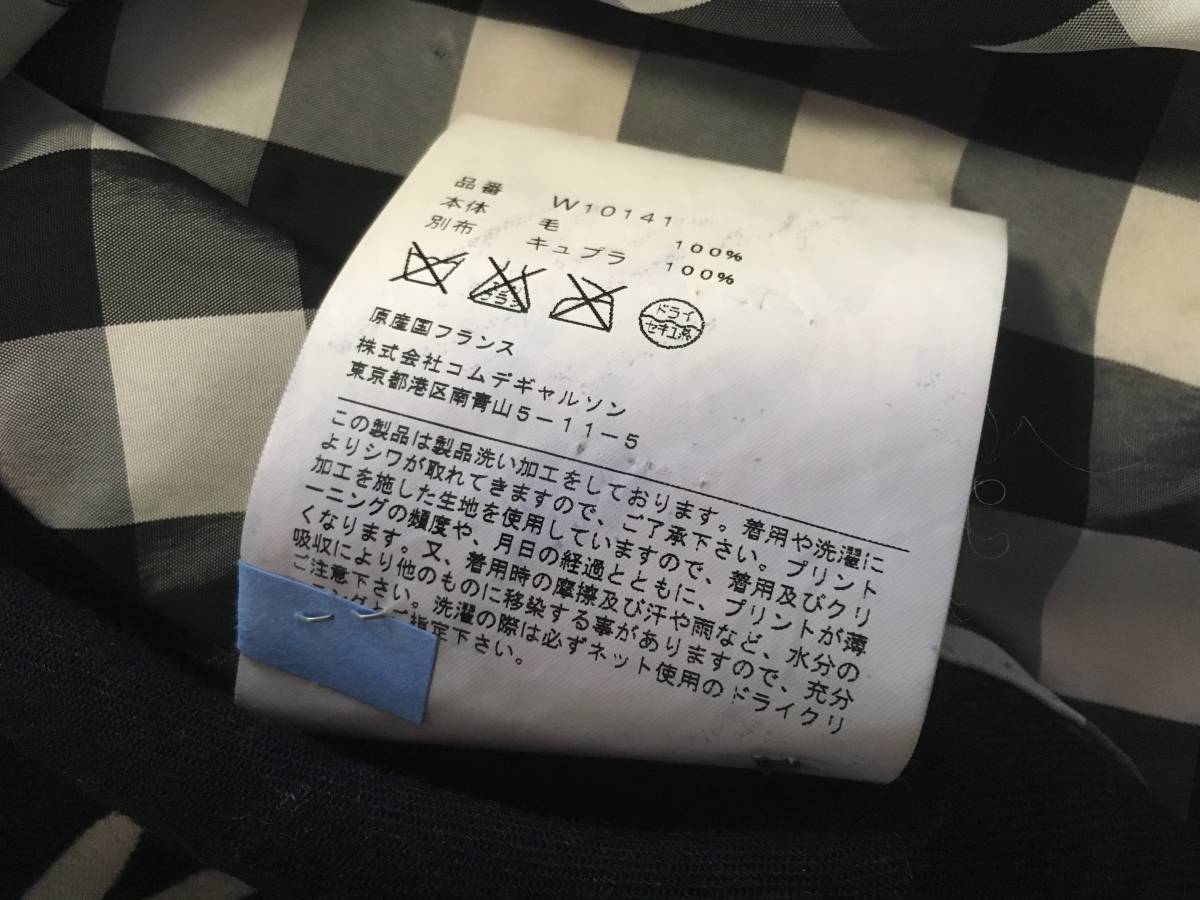 品番 W10141
本体 毛 100%
別布 キュプラ 100%
ドライ
セキユ系
原産国フランス
株式会社コムデギャルソン
東京都港区南青山5-11-5
この製品は製品洗い加工をしております。着用や洗濯に
よりシワが取れてきますので、ご了承下さい。プリント
加工を施した生地を使用していますので、着用及びクリ
ーニングの頻度や、月日の経過とともに、プリントが薄
くなります。又、着用時の摩擦及び汗や雨など、水分の
吸収により他のものに移染する事がありますので、充分
ご注意下さい。洗濯の際は必ずネット使用のドライクリ
ーニングをご指定下さい。